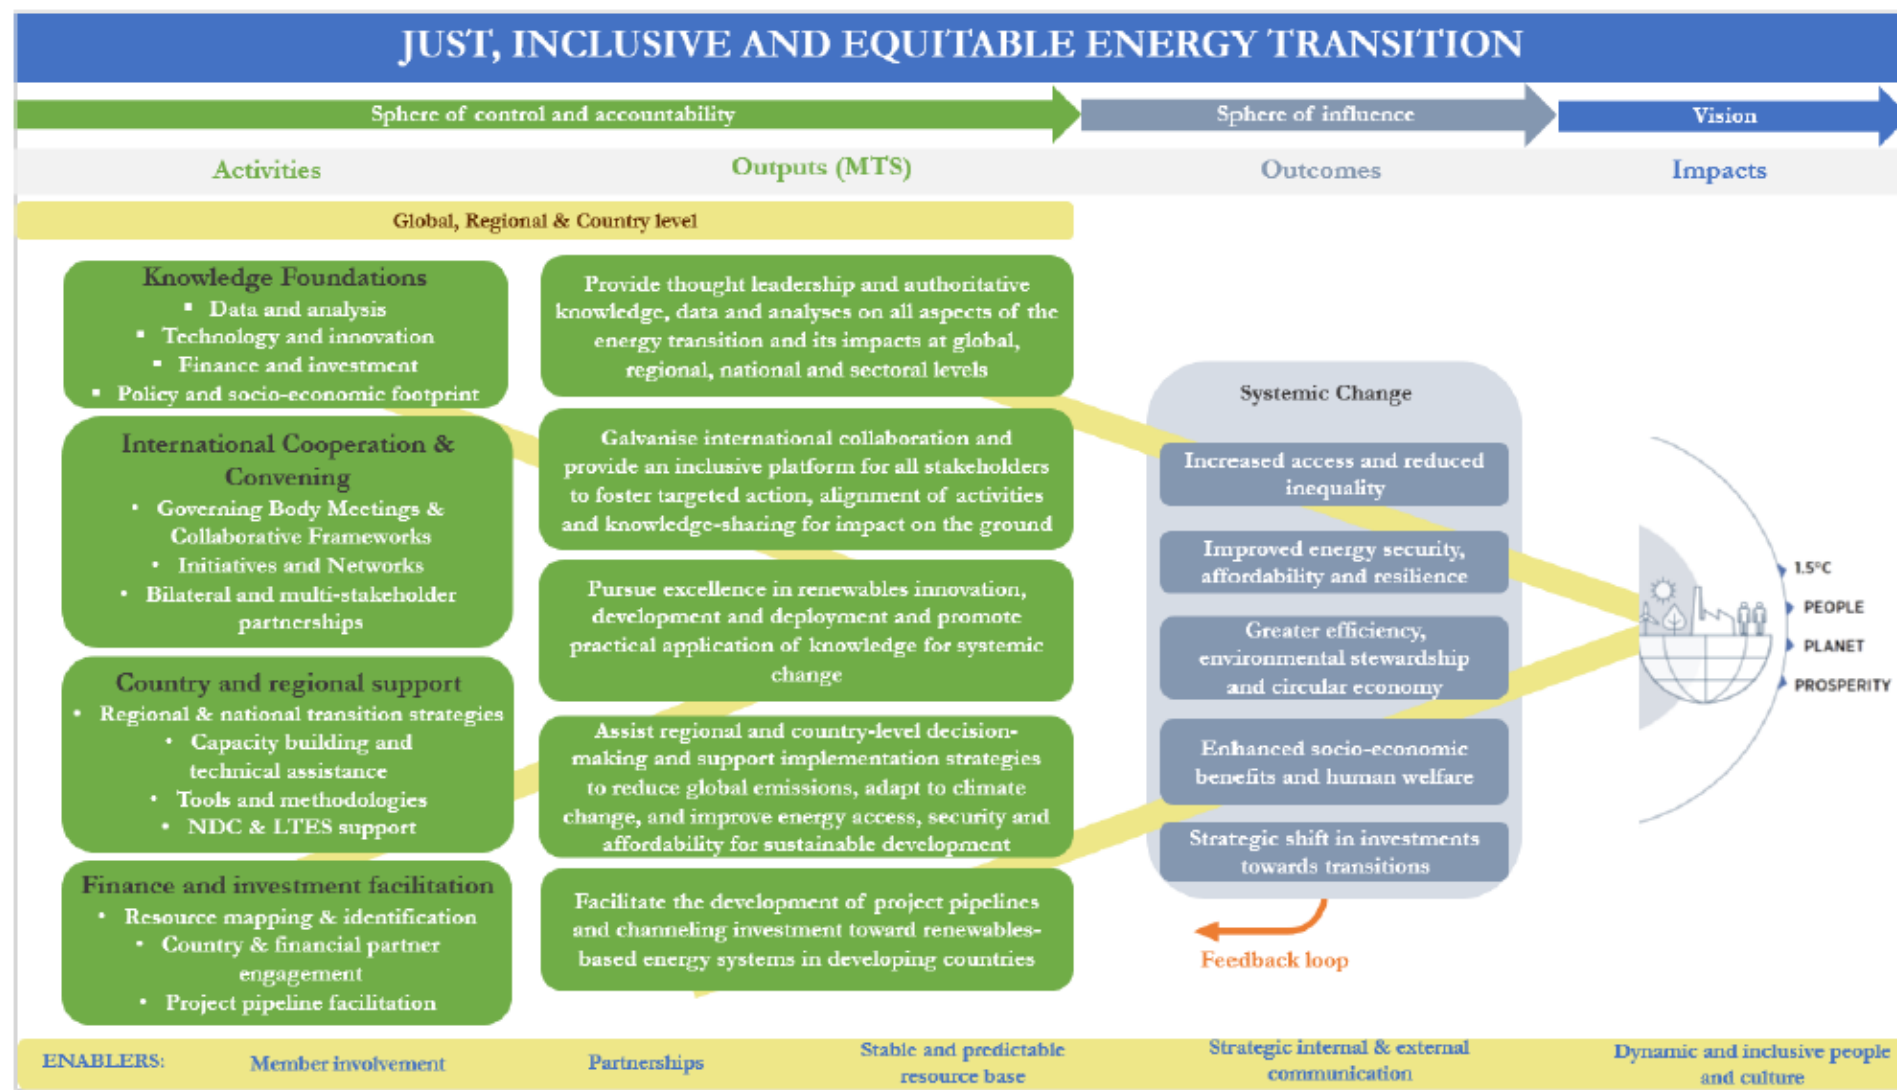 JUST, INCLUSIVE AND EQUITABLE ENERGY TRANSITION
Sphere of control and accountability
Sphere of influence
Vision
Activities
Outputs (MTS)
Outcomes
Impacts
Global, Regional & Country level
Knowledge Foundations
▪ Data and analysis
▪ Technology and innovation
▪ Finance and investment
▪ Policy and socio-economic footprint
International Cooperation &
Convening
• Governing Body Meetings &
Collaborative Frameworks
• Initiatives and Networks
• Bilateral and multi-stakeholder
partnerships
Country and regional support
• Regional & national transition strategies
• Capacity building and
technical assistance
• Tools and methodologies
• NDC & LTES support
Finance and investment facilitation
• Resource mapping & identification
• Country & financial partner
engagement
• Project pipeline facilitation
Provide thought leadership and authoritative
knowledge, data and analyses on all aspects of the
energy transition and its impacts at global,
regional, national and sectoral levels
Galvanise international collaboration and
provide an inclusive platform for all stakeholders
to foster targeted action, alignment of activities
and knowledge-sharing for impact on the ground
Pursue excellence in renewables innovation,
development and deployment and promote
practical application of knowledge for systemic
change
Assist regional and country-level decision-
making and support implementation strategies
to reduce global emissions, adapt to climate
change, and improve energy access, security and
affordability for sustainable development
Facilitate the development of project pipelines
and channeling investment toward renewables-
based energy systems in developing countries
Systemic Change
Increased access and reduced
inequality
Improved energy security,
affordability and resilience
Greater efficiency,
environmental stewardship
and circular economy
Enhanced socio-economic
benefits and human welfare
Strategic shift in investments
towards transitions
Feedback loop
1.5°C
PEOPLE
PLANET
PROSPERITY
ENABLERS:
Member involvement
Partnerships
Stable and predictable
resource base
Strategic internal & external
communication
Dynamic and inclusive people
and culture